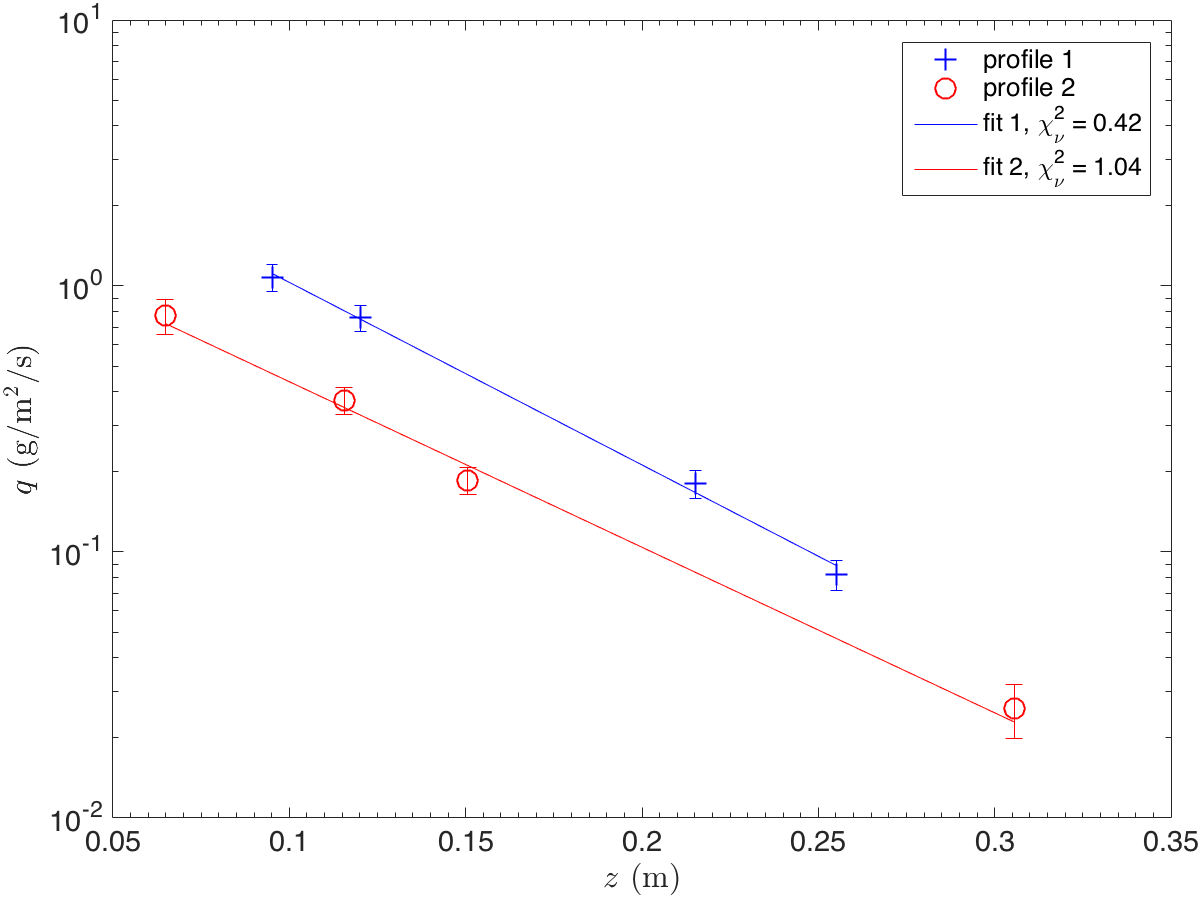 10^1
10^0
10^-1
10^-2
q (g/m^2/s)
profile 1
profile 2
fit 1, χ_ν^2 = 0.42
fit 2, χ_ν^2 = 1.04
0.05 0.1 0.15 0.2 0.25 0.3 0.35
z (m)